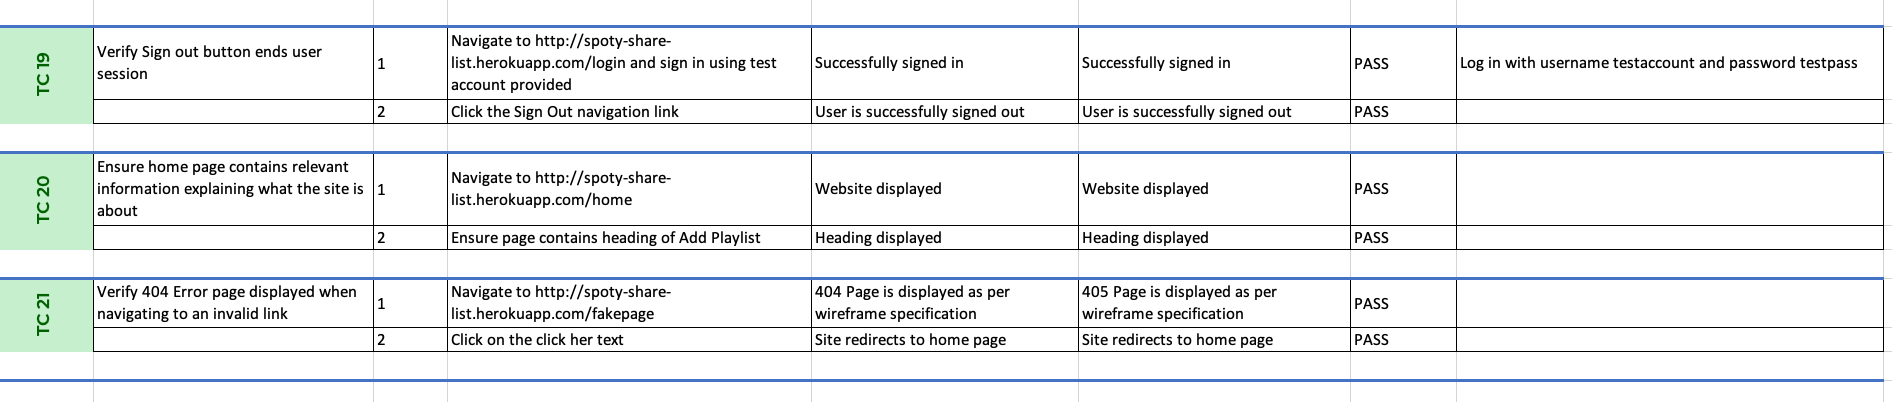 TC 19
Verify Sign out button ends user
session
1
Navigate to http://spoty-share-
list.herokuapp.com/login and sign in using test
account provided
Successfully signed in
Successfully signed in
PASS
Log in with username testaccount and password testpass
2
Click the Sign Out navigation link
User is successfully signed out
User is successfully signed out
PASS
TC 20
Ensure home page contains relevant
information explaining what the site is
about
1
Navigate to http://spoty-share-
list.herokuapp.com/home
Website displayed
Website displayed
PASS
2
Ensure page contains heading of Add Playlist
Heading displayed
Heading displayed
PASS
TC 21
Verify 404 Error page displayed when
navigating to an invalid link
1
Navigate to http://spoty-share-
list.herokuapp.com/fakepage
404 Page is displayed as per
wireframe specification
405 Page is displayed as per
wireframe specification
PASS
2
Click on the click her text
Site redirects to home page
Site redirects to home page
PASS